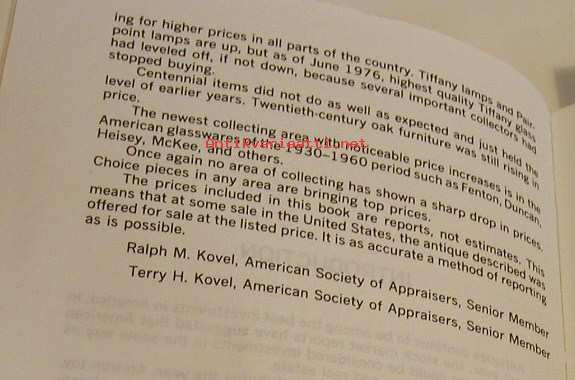 ing for higher prices in all parts of the country. Tiffany lamps and Pair-
point lamps are up, but as of June 1976, highest quality Tiffany glass
had leveled off, if not down, because several important collectors had
stopped buying.
Centennial items did not do as well as expected and just held the
level of earlier years. Twentieth-century oak furniture was still rising in
price.
The newest collecting area with noticeable price increases is in the
American glasswares of the 1930–1960 period such as Fenton, Duncan,
Heisey, McKee, and others.
Once again no area of collecting has shown a sharp drop in prices.
Choice pieces in any area are bringing top prices.
The prices included in this book are reports, not estimates. This
means that at some sale in the United States, the antique described was
offered for sale at the listed price. It is as accurate a method of reporting
as is possible.
Ralph M. Kovel, American Society of Appraisers, Senior Member
Terry H. Kovel, American Society of Appraisers, Senior Member
antikvariaatti.net